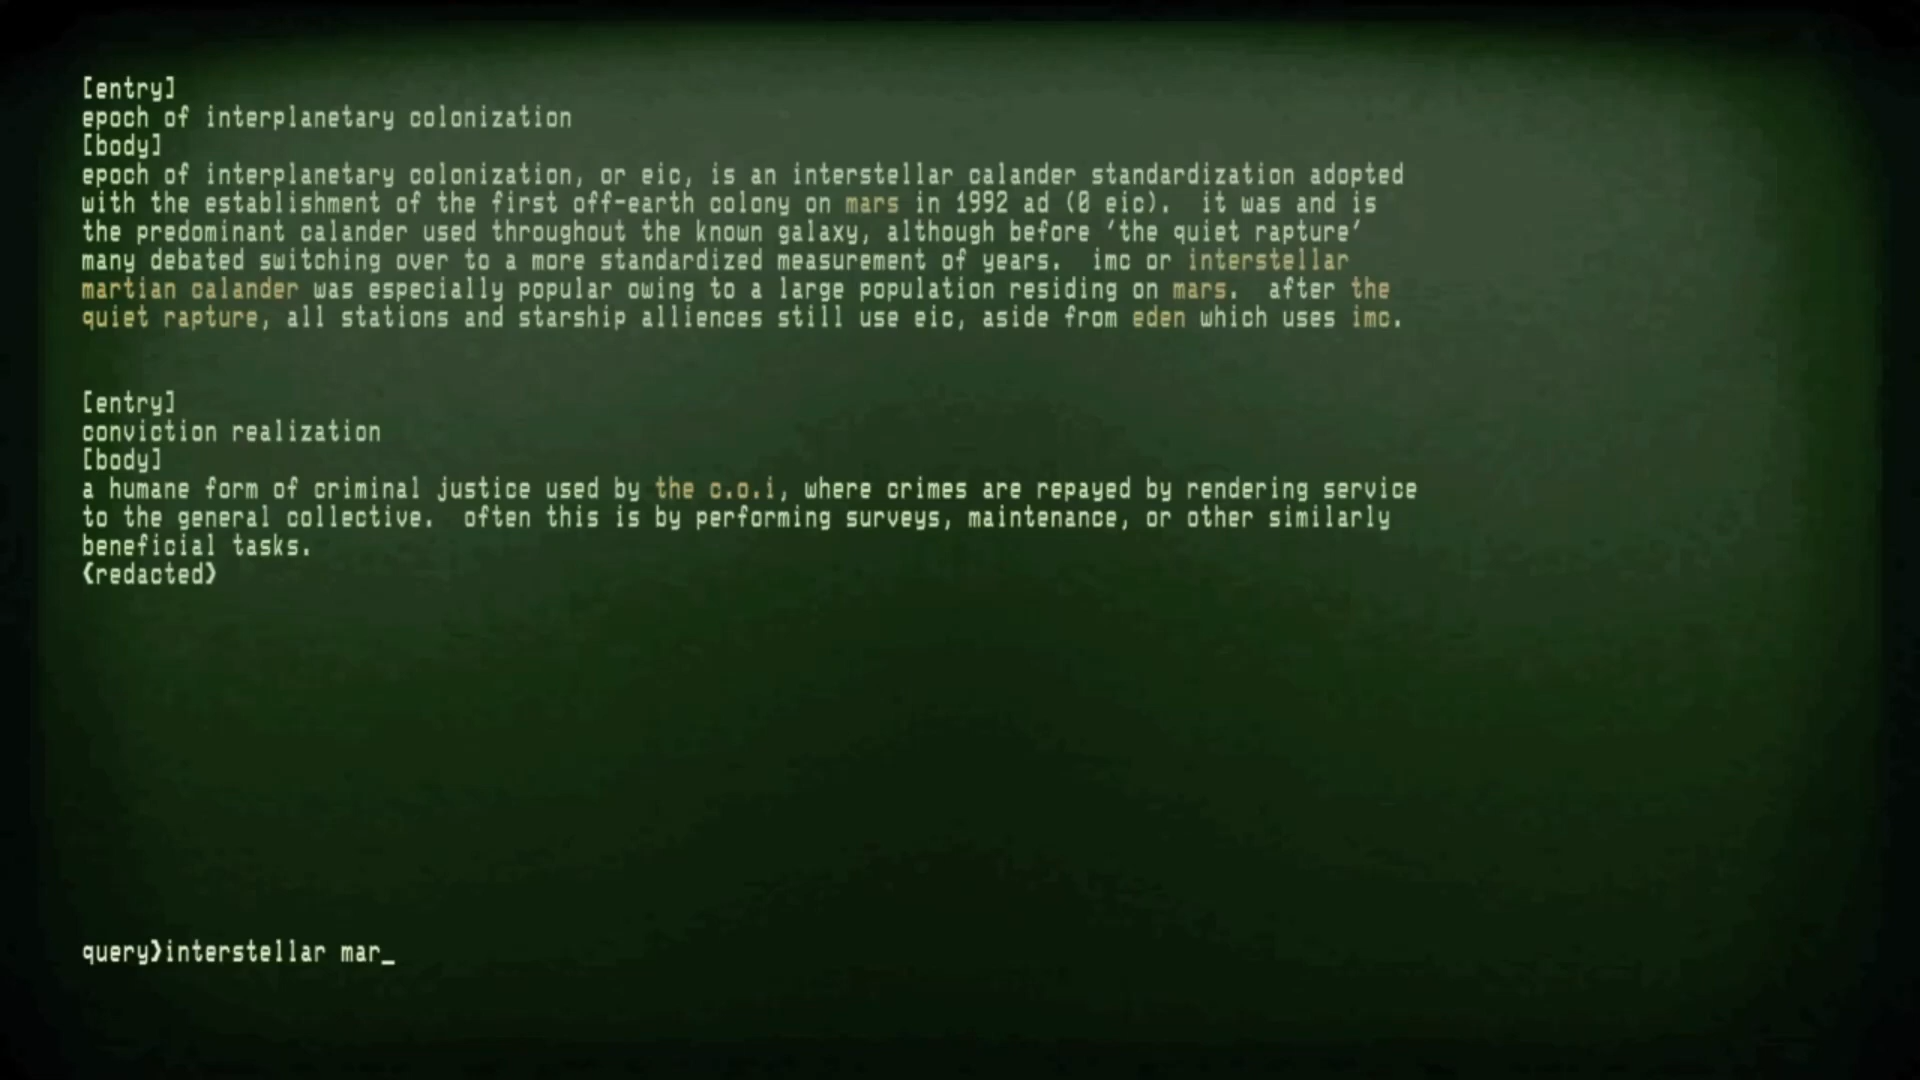 [entry]
epoch of interplanetary colonization
[body]
epoch of interplanetary colonization, or eic, is an interstellar calander standardization adopted
with the establishment of the first off-earth colony on mars in 1992 ad (0 eic).  it was and is
the predominant calander used throughout the known galaxy, although before 'the quiet rapture'
many debated switching over to a more standardized measurement of years.  imc or interstellar
martian calander was especially popular owing to a large population residing on mars.  after the
quiet rapture, all stations and starship alliences still use eic, aside from eden which uses imc.
[entry]
conviction realization
[body]
a humane form of criminal justice used by the c.o.i, where crimes are repayed by rendering service
to the general collective.  often this is by performing surveys, maintenance, or other similarly
beneficial tasks.
<redacted>
query>interstellar mar_